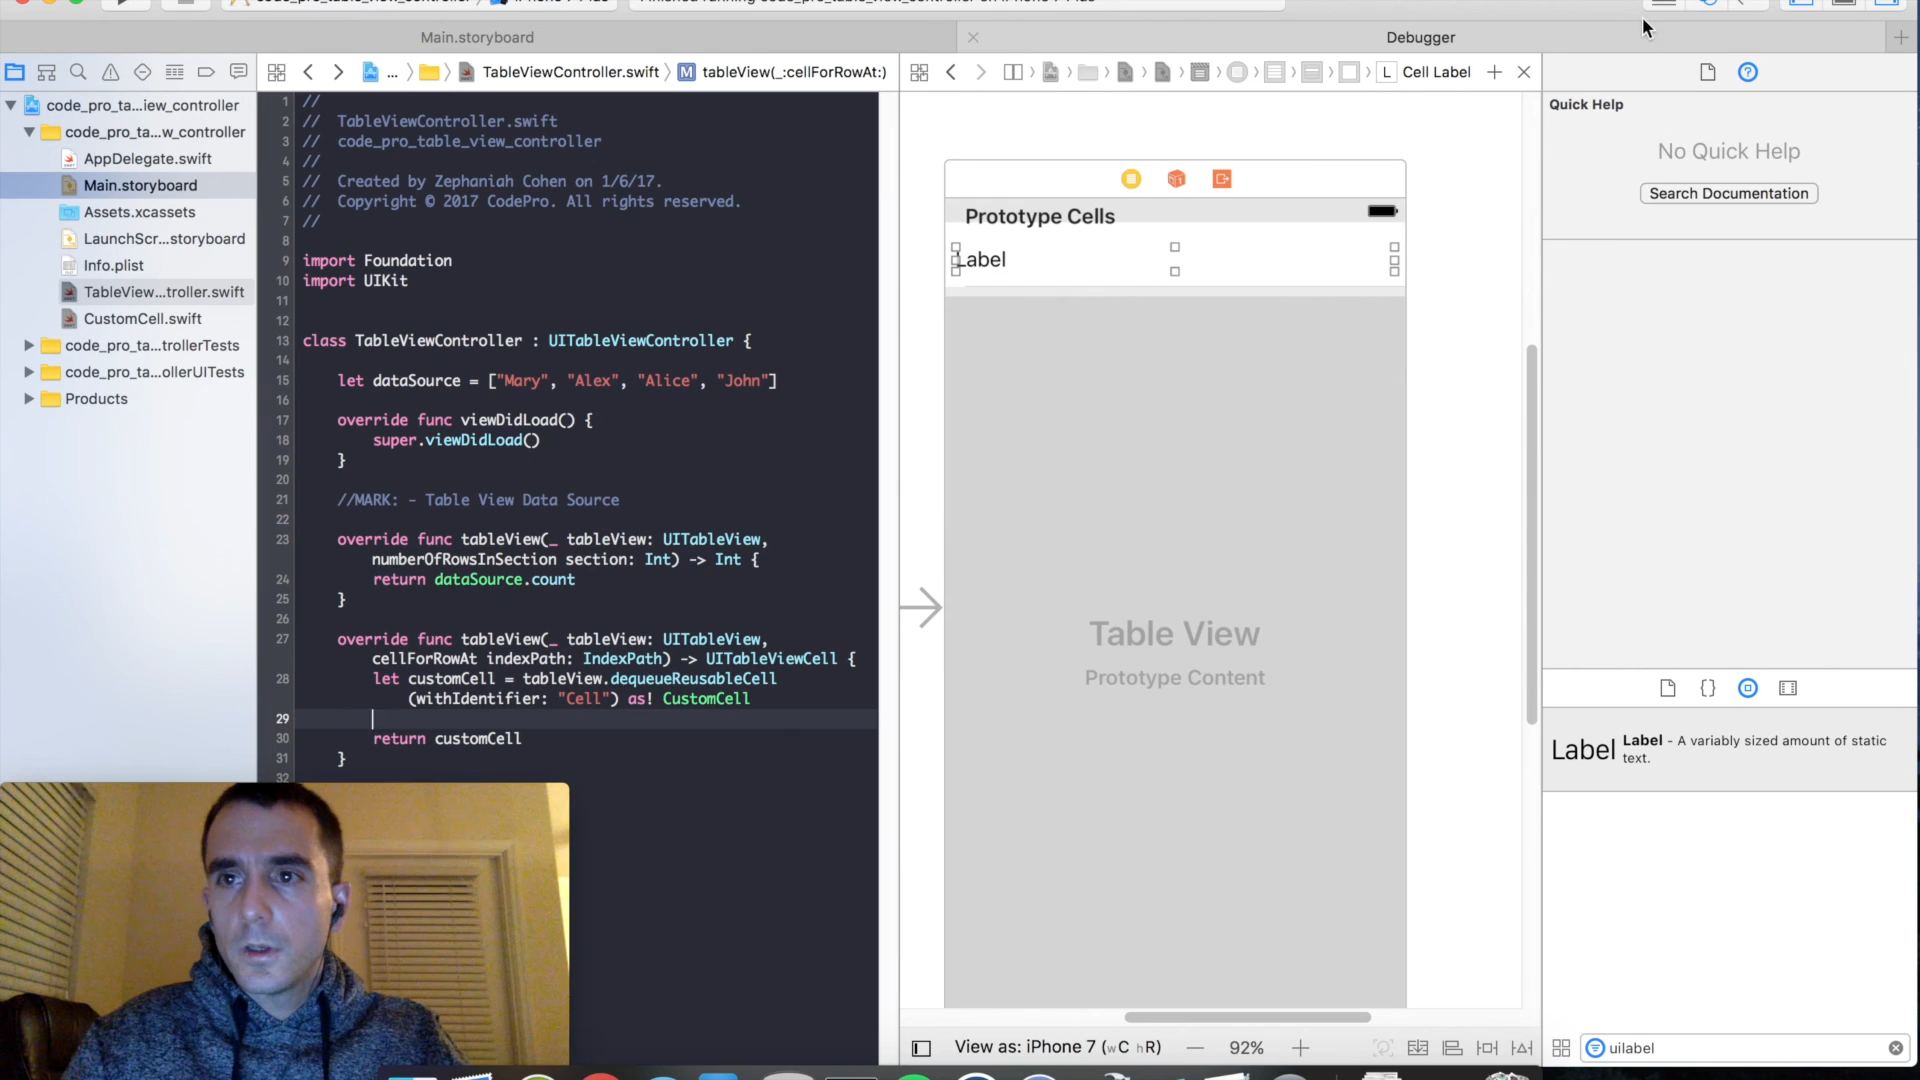 Main.storyboard
Debugger
... TableViewController.swift M tableView(_:cellForRowAt:)
L Cell Label
code_pro_ta...iew_controller
code_pro_ta...w_controller
AppDelegate.swift
Main.storyboard
Assets.xcassets
LaunchScr...storyboard
Info.plist
TableView...troller.swift
CustomCell.swift
code_pro_ta...trollerTests
code_pro_ta...ollerUITests
Products
1 //
2 // TableViewController.swift
3 // code_pro_table_view_controller
4 //
5 // Created by Zephaniah Cohen on 1/6/17.
6 // Copyright © 2017 CodePro. All rights reserved.
7 //
8
9 import Foundation
10 import UIKit
11
12
13 class TableViewController : UITableViewController {
14
15 let dataSource = ["Mary", "Alex", "Alice", "John"]
16
17 override func viewDidLoad() {
18 super.viewDidLoad()
19 }
20
21 //MARK: - Table View Data Source
22
23 override func tableView(_ tableView: UITableView,
numberOfRowsInSection section: Int) -> Int {
24 return dataSource.count
25 }
26
27 override func tableView(_ tableView: UITableView,
cellForRowAt indexPath: IndexPath) -> UITableViewCell {
28 let customCell = tableView.dequeueReusableCell
(withIdentifier: "Cell") as! CustomCell
29
30 return customCell
31 }
32
Prototype Cells
Label
Table View
Prototype Content
View as: iPhone 7 (wC hR)
92%
Quick Help
No Quick Help
Search Documentation
Label
Label - A variably sized amount of static
text.
uilabel